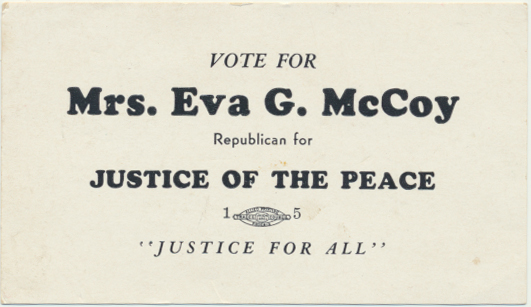 VOTE FOR
Mrs. Eva G. McCoy
Republican for
JUSTICE OF THE PEACE
1 5
"JUSTICE FOR ALL"